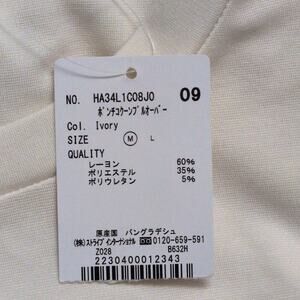 NO. HA34L1C08J0 09
ポンチコクーンプルオーバー
Col. Ivory
SIZE M L
QUALITY
レーヨン 60%
ポリエステル 35%
ポリウレタン 5%
原産国 バングラデシュ
(株)ストライプ インターナショナル 0120-659-591
Z028 B632H
2230400012343